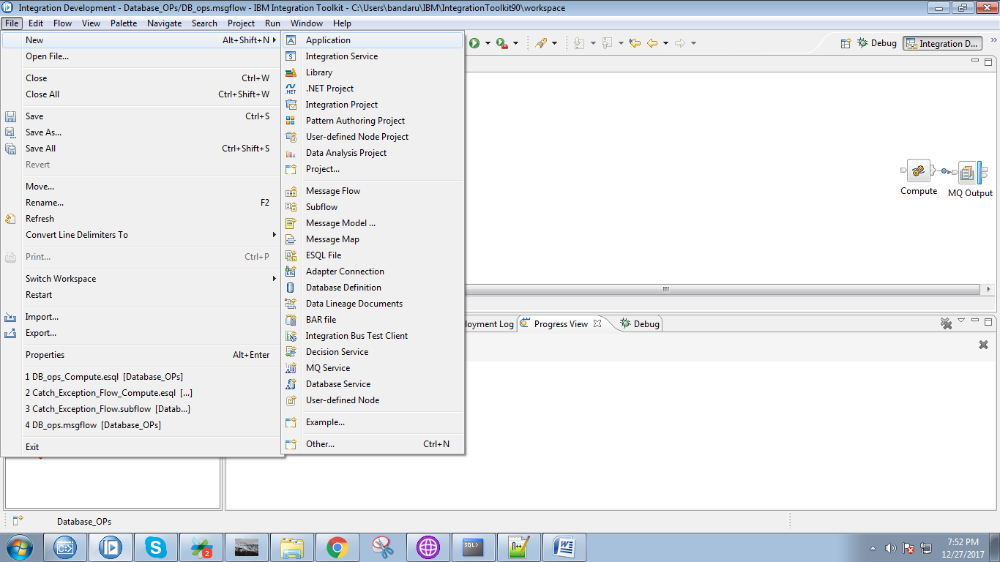 Integration Development - Database_OPs/DB_ops.msgflow - IBM Integration Toolkit - C:\Users\bandaru\IBM\IntegrationToolkit90\workspace
File Edit Flow View Palette Navigate Search Project Run Window Help
New Alt+Shift+N
Open File...
Close Ctrl+W
Close All Ctrl+Shift+W
Save Ctrl+S
Save As...
Save All Ctrl+Shift+S
Revert
Move...
Rename... F2
Refresh
Convert Line Delimiters To
Print... Ctrl+P
Switch Workspace
Restart
Import...
Export...
Properties Alt+Enter
1 DB_ops_Compute.esql [Database_OPs]
2 Catch_Exception_Flow_Compute.esql [...]
3 Catch_Exception_Flow.subflow [Datab...]
4 DB_ops.msgflow [Database_OPs]
Exit
Application
Integration Service
Library
.NET Project
Integration Project
Pattern Authoring Project
User-defined Node Project
Data Analysis Project
Project...
Message Flow
Subflow
Message Model ...
Message Map
ESQL File
Adapter Connection
Database Definition
Data Lineage Documents
BAR file
Integration Bus Test Client
Decision Service
MQ Service
Database Service
User-defined Node
Example...
Other... Ctrl+N
Debug Integration D...
Compute MQ Output
loyment Log Progress View Debug
Database_OPs
C:\>
2
SQL>
7:52 PM
12/27/2017